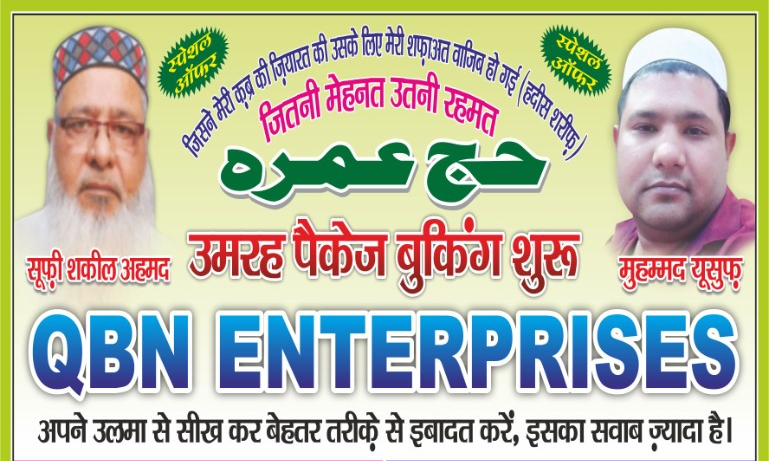 स्पेशल ऑफर
जिसने मेरी क़ब्र की ज़ियारत की उसके लिए मेरी शफ़ाअत वाजिब हो गई (हदीस शरीफ़)
स्पेशल ऑफर
जितनी मेहनत उतनी रहमत
حج عمره
सूफ़ी शकील अहमद
उमरह पैकेज बुकिंग शुरू
मुहम्मद यूसुफ़
QBN ENTERPRISES
अपने उलमा से सीख कर बेहतर तरीक़े से इबादत करें, इसका सवाब ज़्यादा है।